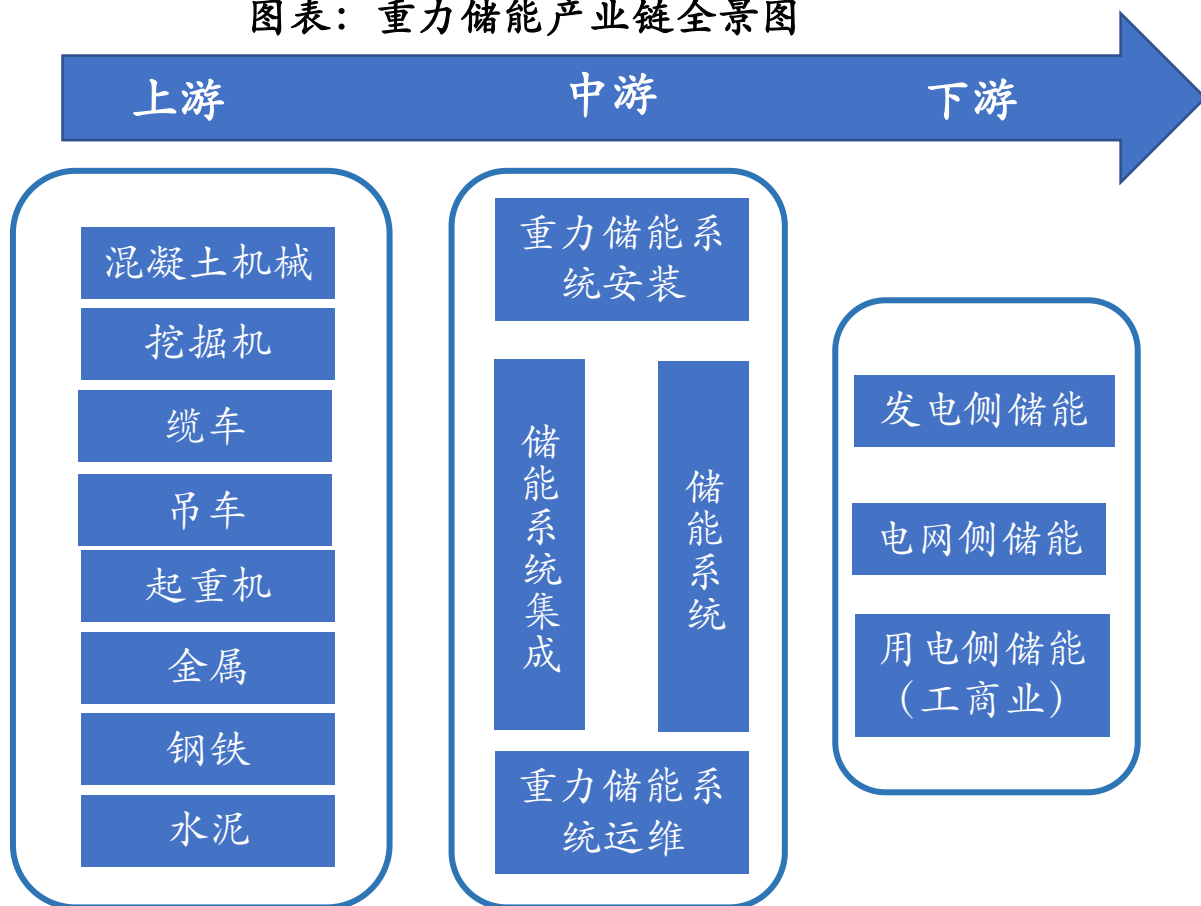 图表：重力储能产业链全景图
上游
中游
下游
混凝土机械
挖掘机
缆车
吊车
起重机
金属
钢铁
水泥
重力储能系
统安装
储能系统集成
储能系统
重力储能系
统运维
发电侧储能
电网侧储能
用电侧储能
（工商业）